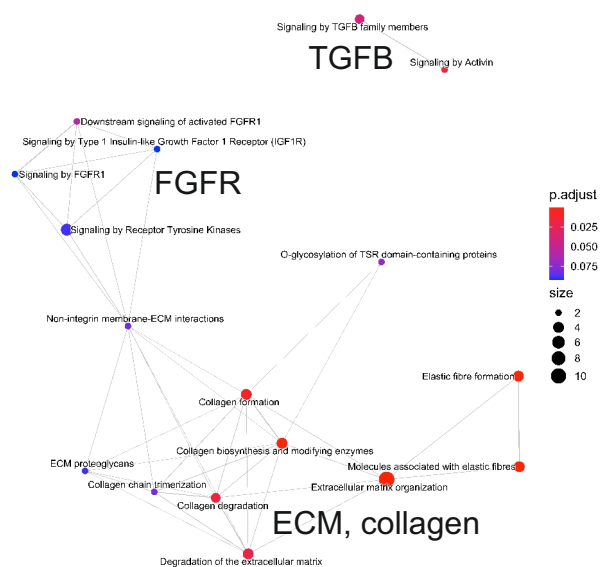 Signaling by TGFB family members
TGFB
Signaling by Activin
Downstream signaling of activated FGFR1
Signaling by Type 1 Insulin-like Growth Factor 1 Receptor (IGF1R)
Signaling by FGFR1
FGFR
Signaling by Receptor Tyrosine Kinases
p.adjust
0.025
0.050
0.075
size
2
4
6
8
10
O-glycosylation of TSR domain-containing proteins
Non-integrin membrane-ECM interactions
Elastic fibre formation
Collagen formation
Collagen biosynthesis and modifying enzymes
ECM proteoglycans
Molecules associated with elastic fibres
Collagen chain trimerization
Extracellular matrix organization
Collagen degradation
ECM, collagen
Degradation of the extracellular matrix